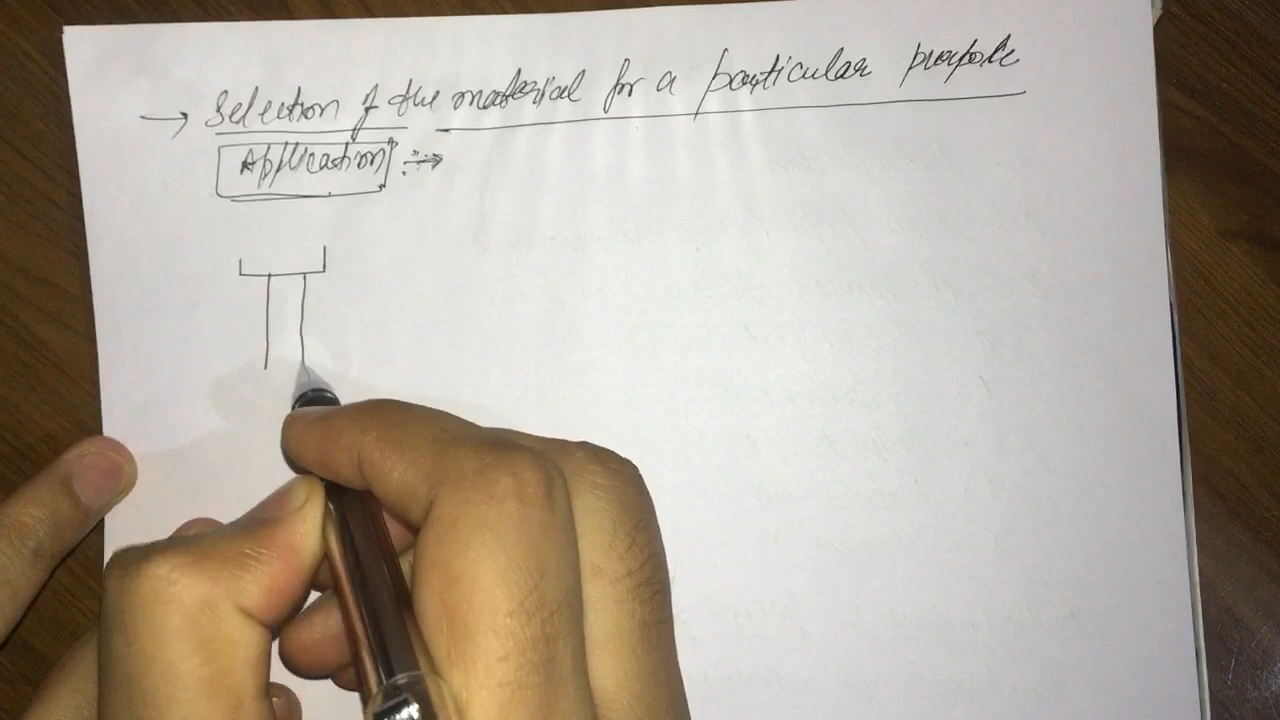 → Selection of the material for a particular purpose
Application ÷→